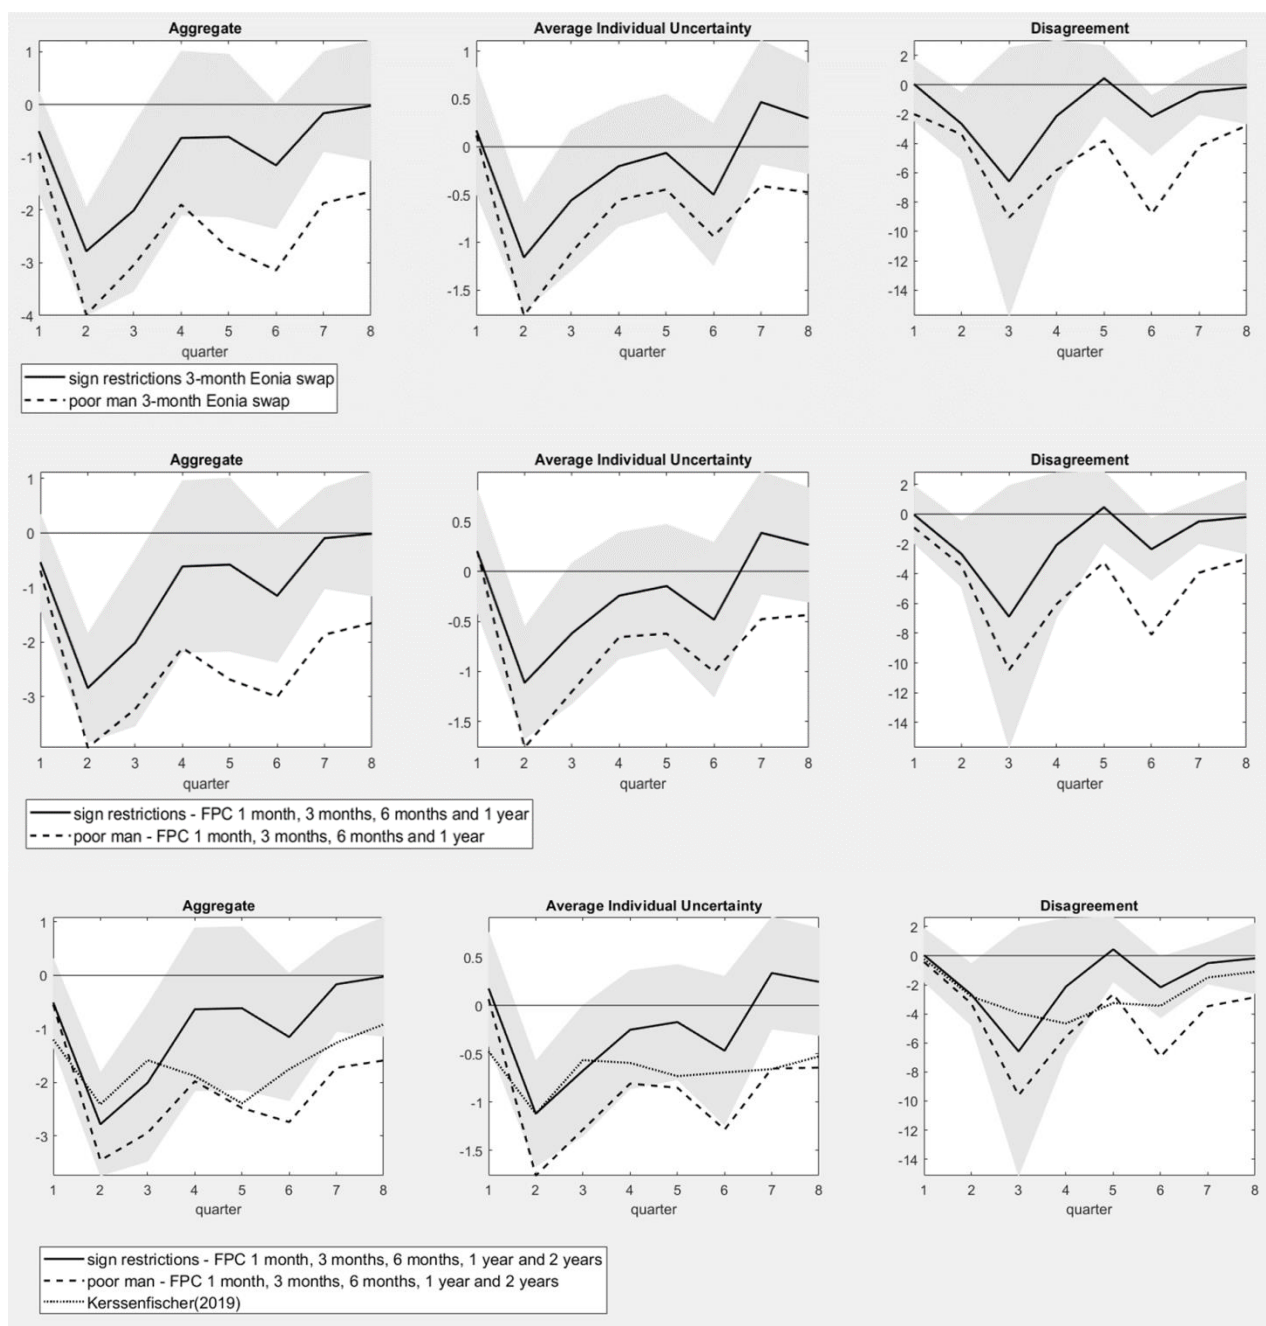 Aggregate Average Individual Uncertainty Disagreement
1 1 2
0 0.5 0
-1 0 -2
-2 -0.5 -4
-3 -1 -6
-4 -1.5 -8
-10
-12
-14
1 2 3 4 5 6 7 8 1 2 3 4 5 6 7 8 1 2 3 4 5 6 7 8
quarter quarter quarter
sign restrictions 3-month Eonia swap
poor man 3-month Eonia swap
Aggregate Average Individual Uncertainty Disagreement
1 0.5 2
0 0 0
-1 -0.5 -2
-2 -1 -4
-3 -1.5 -6
-8
-10
-12
-14
1 2 3 4 5 6 7 8 1 2 3 4 5 6 7 8 1 2 3 4 5 6 7 8
quarter quarter quarter
sign restrictions - FPC 1 month, 3 months, 6 months and 1 year
poor man - FPC 1 month, 3 months, 6 months and 1 year
Aggregate Average Individual Uncertainty Disagreement
1 0.5 2
0 0 0
-1 -0.5 -2
-2 -1 -4
-3 -1.5 -6
-8
-10
-12
-14
1 2 3 4 5 6 7 8 1 2 3 4 5 6 7 8 1 2 3 4 5 6 7 8
quarter quarter quarter
sign restrictions - FPC 1 month, 3 months, 6 months, 1 year and 2 years
poor man - FPC 1 month, 3 months, 6 months, 1 year and 2 years
Kerssenfischer(2019)